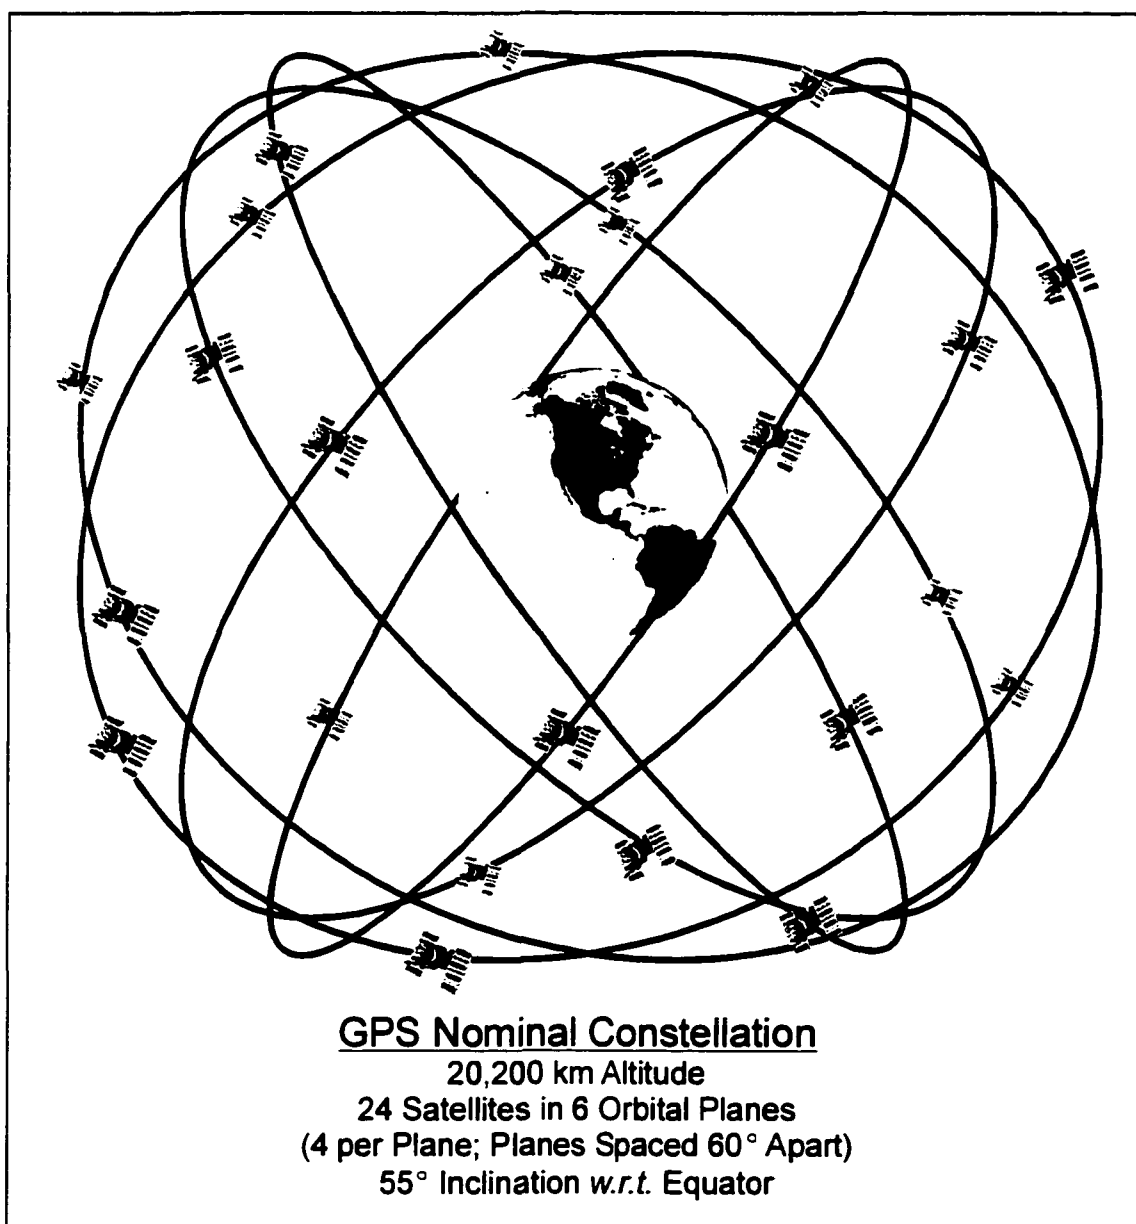 GPS Nominal Constellation
20,200 km Altitude
24 Satellites in 6 Orbital Planes
(4 per Plane; Planes Spaced 60° Apart)
55° Inclination w.r.t. Equator